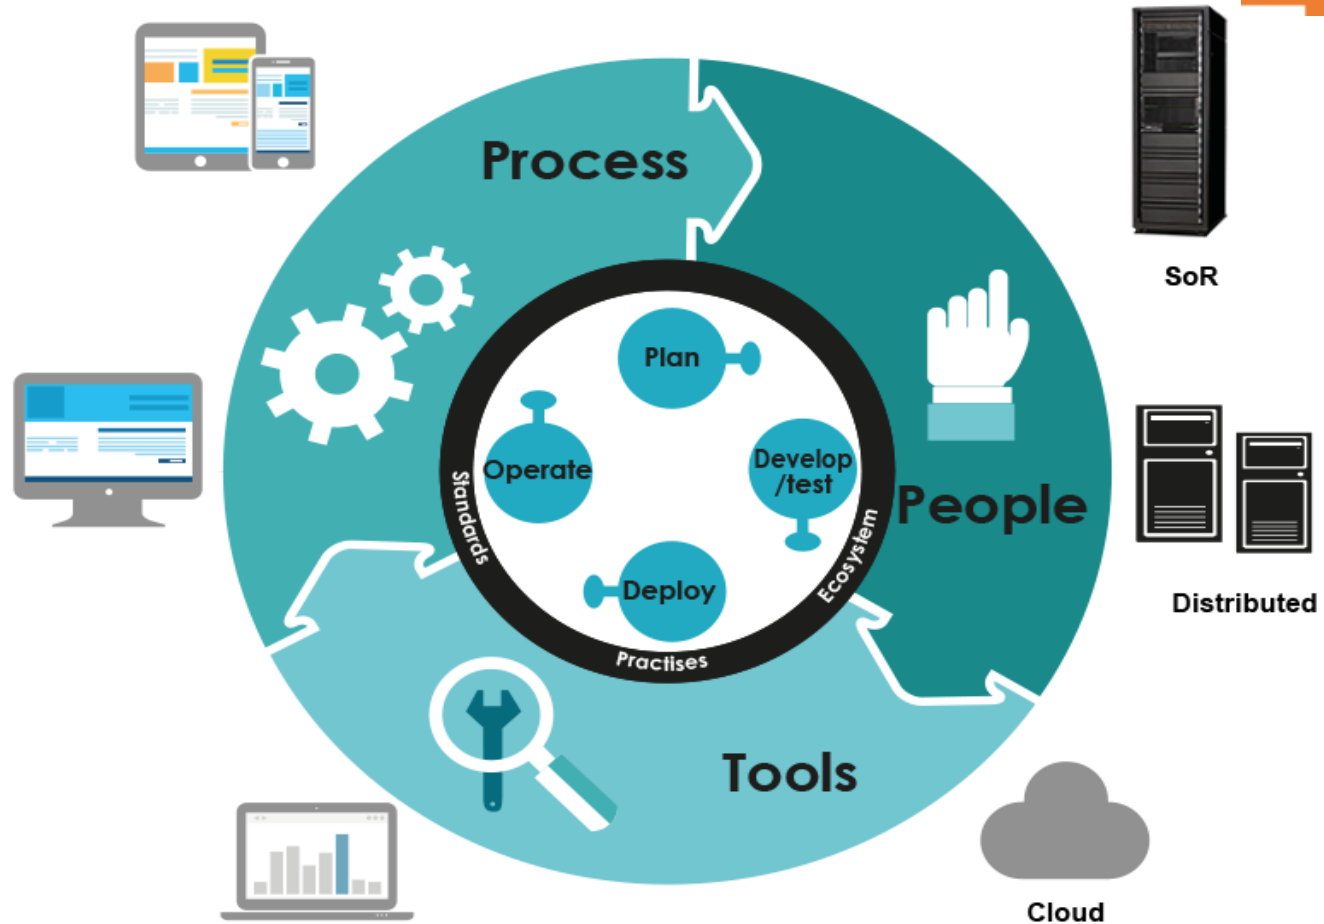 Process
SoR
Plan
Operate
Develop
/test
People
Standards
Ecosystem
Deploy
Distributed
Practises
Tools
Cloud